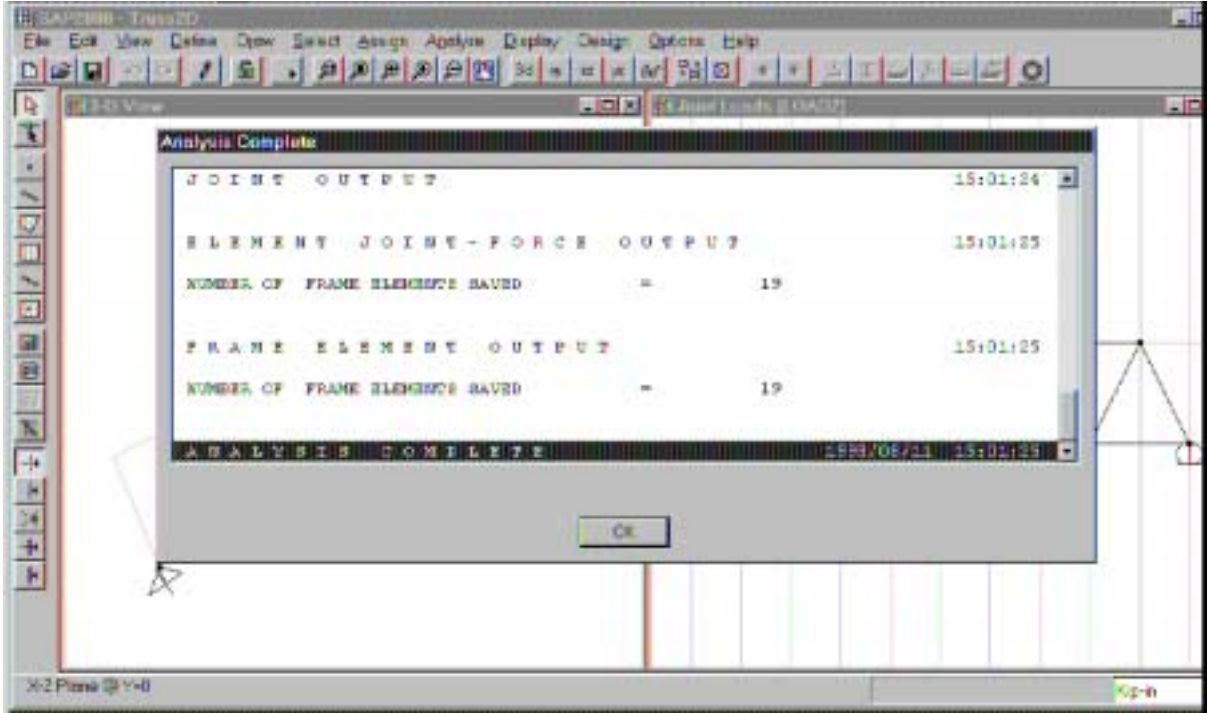 SAP2000 - Truss2D
File Edit View Define Draw Select Assign Analyze Display Design Options Help
3-D View
Joint Loads (LOAD2)
Analysis Complete
J O I N T   O U T P U T   15:01:24
E L E M E N T   J O I N T - F O R C E   O U T P U T   15:01:25
NUMBER OF FRAME ELEMENTS SAVED = 19
F R A M E   E L E M E N T   O U T P U T   15:01:25
NUMBER OF FRAME ELEMENTS SAVED = 19
A N A L Y S I S   C O M P L E T E   15:01:25
OK
X-Z Plane @ Y=0
Kip-in